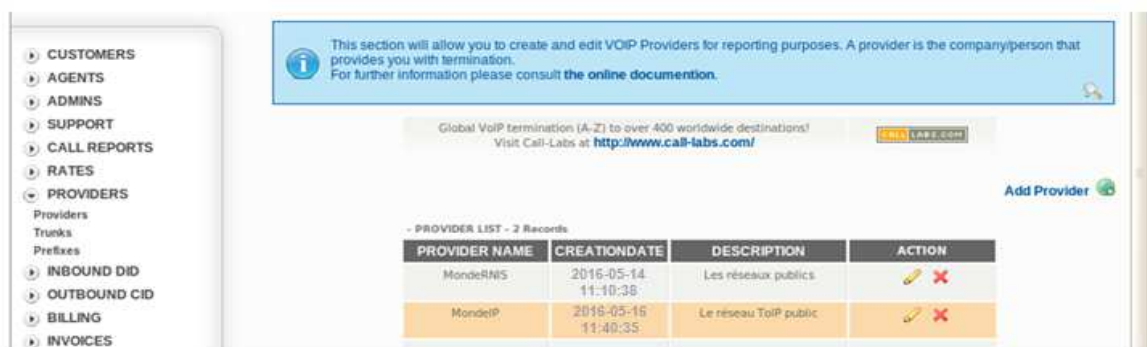 CUSTOMERS
AGENTS
ADMINS
SUPPORT
CALL REPORTS
RATES
PROVIDERS
Providers
Trunks
Prefixes
INBOUND DID
OUTBOUND CID
BILLING
INVOICES
This section will allow you to create and edit VOIP Providers for reporting purposes. A provider is the company/person that
provides you with termination.
For further information please consult the online documention.
Global VoIP termination (A-Z) to over 400 worldwide destinations!
Visit Call-Labs at http://www.call-labs.com/
CALL LABS.COM
Add Provider
- PROVIDER LIST - 2 Records
PROVIDER NAME CREATIONDATE DESCRIPTION ACTION
MondeRNIS 2016-05-14 11:10:38 Les réseaux publics
MondeIP 2016-05-16 11:40:35 Le réseau ToIP public